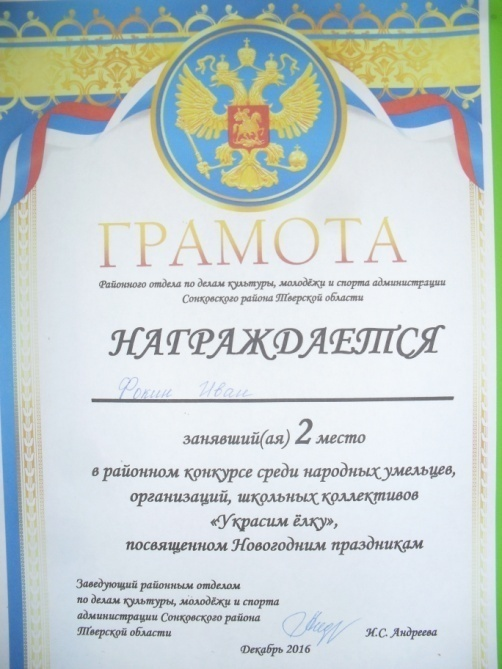 ГРАМОТА
Районного отдела по делам культуры, молодёжи и спорта администрации
Сонковского района Тверской области
НАГРАЖДАЕТСЯ
Фокин Иван
занявший(ая) 2 место
в районном конкурсе среди народных умельцев,
организаций, школьных коллективов
«Украсим ёлку»,
посвященном Новогодним праздникам
Заведующий районным отделом
по делам культуры, молодёжи и спорта
администрации Сонковского района
Тверской области
Н.С. Андреева
Декабрь 2016